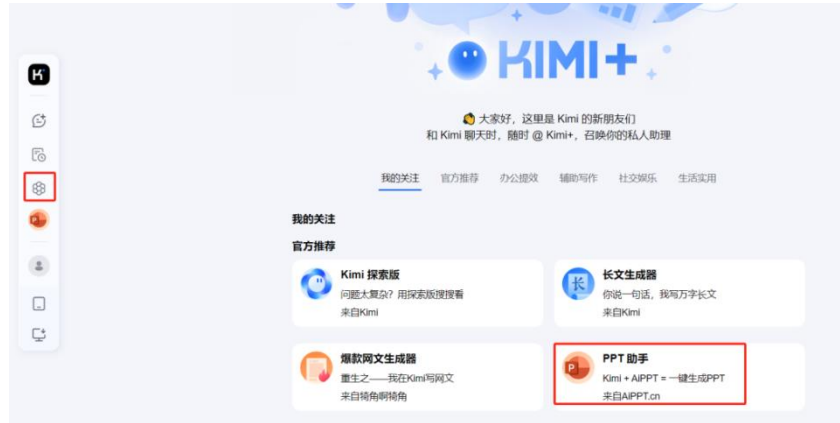 KIMI+
大家好，这里是 Kimi 的新朋友们
和 Kimi 聊天时，随时 @ Kimi+，召唤你的私人助理
我的关注 官方推荐 办公提效 辅助写作 社交娱乐 生活实用
我的关注
官方推荐
Kimi 探索版
问题太复杂？用探索版搜搜看
来自Kimi
长
长文生成器
你说一句话，我写万字长文
来自Kimi
爆款网文生成器
重生之——我在Kimi写网文
来自犄角啊犄角
P
PPT 助手
Kimi + AiPPT = 一键生成PPT
来自AiPPT.cn
K
P